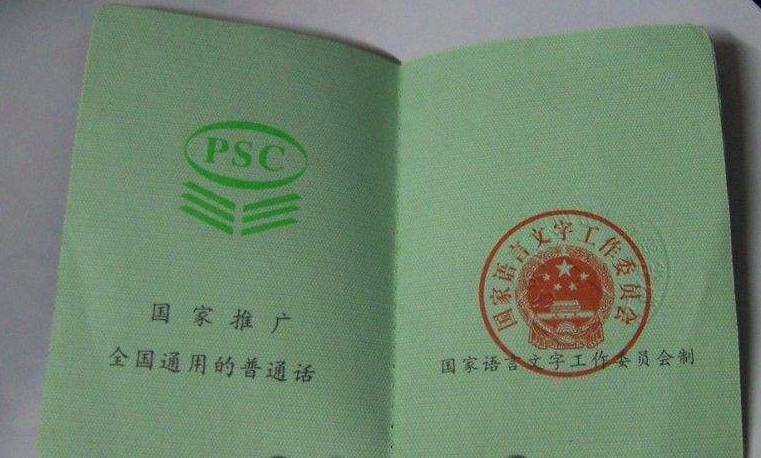 PSC
国家推广
全国通用的普通话
国家语言文字工作委员会
国家语言文字工作委员会制